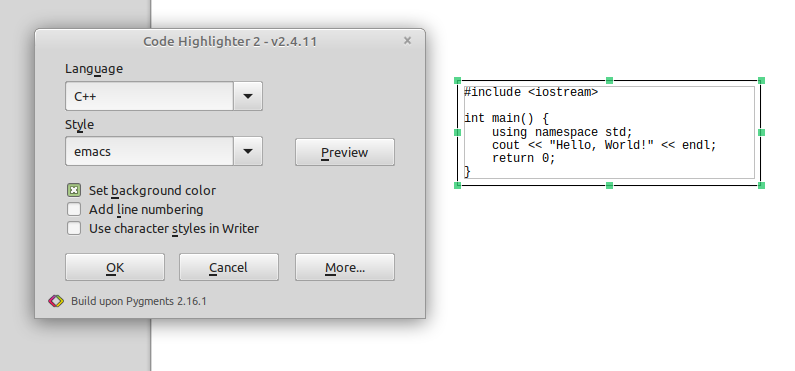 Code Highlighter 2 - v2.4.11
×
Language
C++
Style
emacs
Preview
Set background color
Add line numbering
Use character styles in Writer
OK
Cancel
More...
Build upon Pygments 2.16.1
#include <iostream>
int main() {
    using namespace std;
    cout << "Hello, World!" << endl;
    return 0;
}